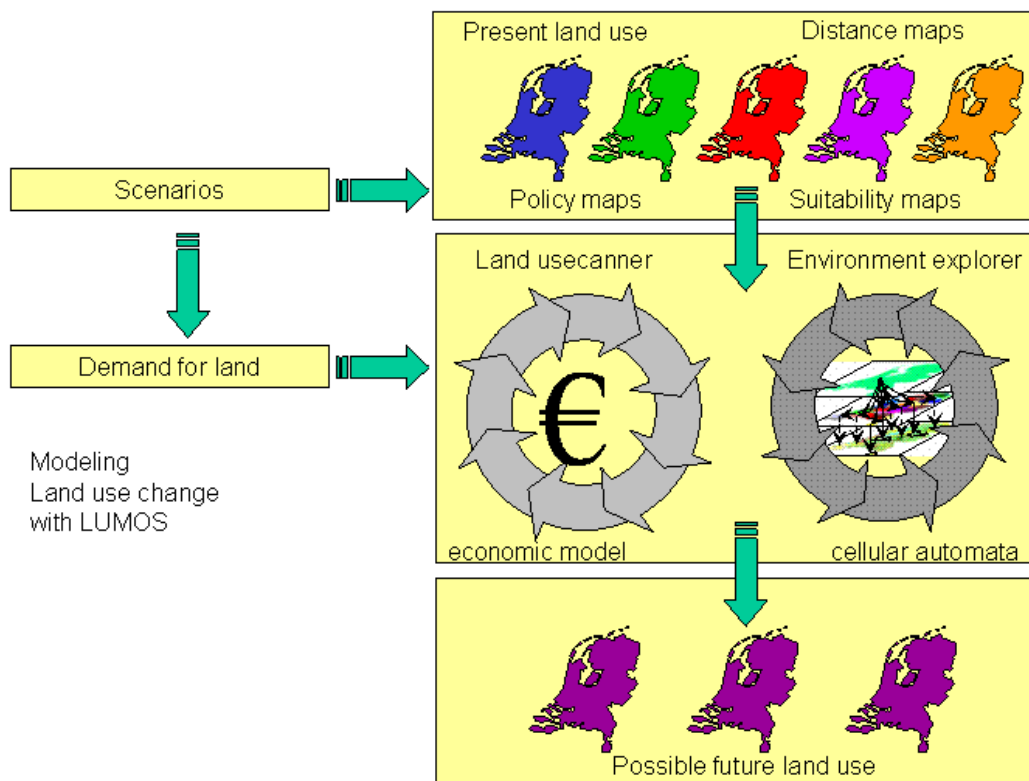 Present land use
Distance maps
Policy maps
Suitability maps
Scenarios
Demand for land
Land usecanner
Environment explorer
€
economic model
cellular automata
Modeling
Land use change
with LUMOS
Possible future land use